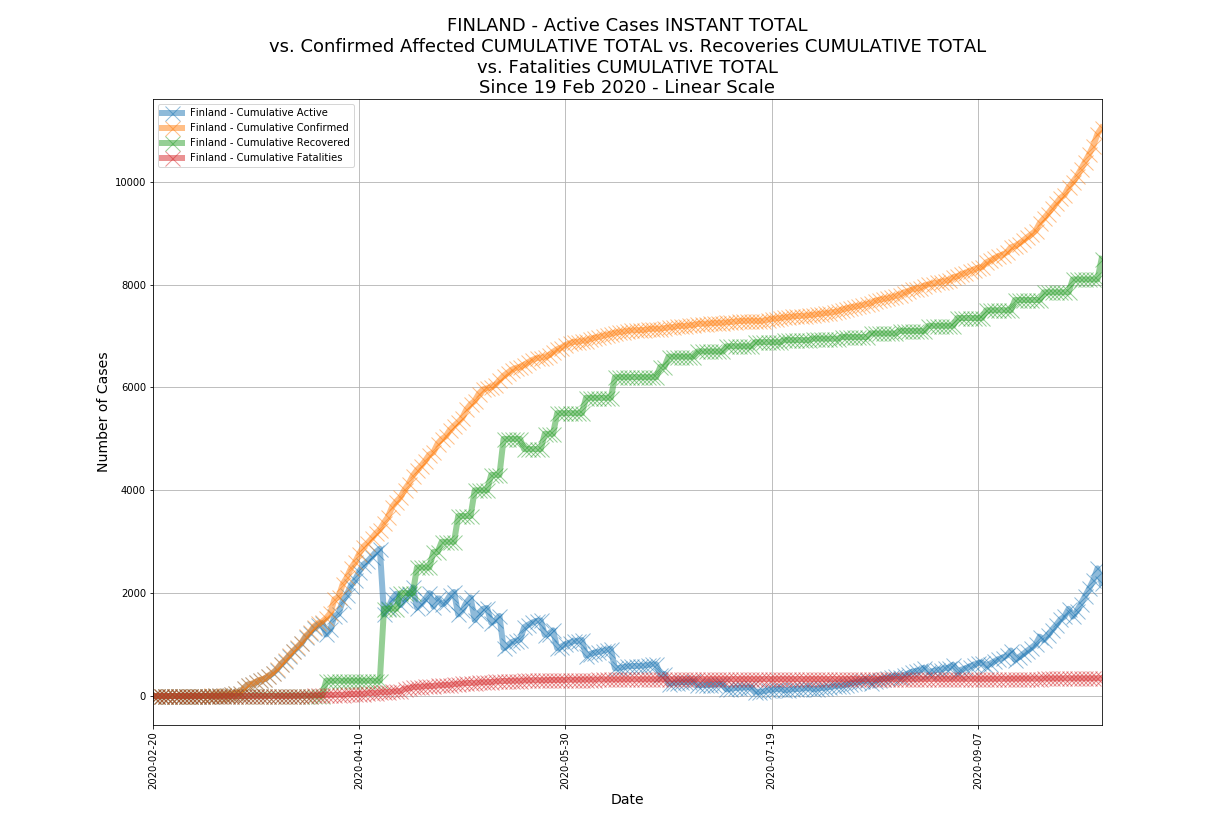 FINLAND - Active Cases INSTANT TOTAL
vs. Confirmed Affected CUMULATIVE TOTAL vs. Recoveries CUMULATIVE TOTAL
vs. Fatalities CUMULATIVE TOTAL
Since 19 Feb 2020 - Linear Scale
Finland - Cumulative Active
Finland - Cumulative Confirmed
Finland - Cumulative Recovered
Finland - Cumulative Fatalities
Number of Cases
10000
8000
6000
4000
2000
0
2020-02-20
2020-04-10
2020-05-30
2020-07-19
2020-09-07
Date